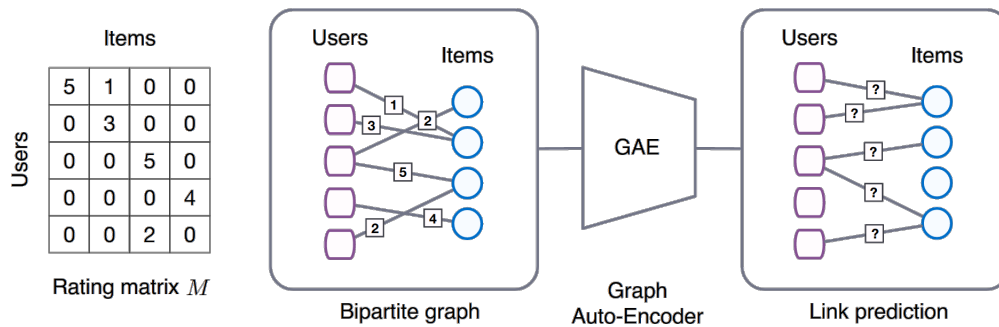 Items
Users
5 1 0 0
0 3 0 0
0 0 5 0
0 0 0 4
0 0 2 0
Rating matrix M
Users
Items
1
2
3
5
4
2
Bipartite graph
GAE
Graph
Auto-Encoder
Users
Items
?
?
?
?
?
Link prediction